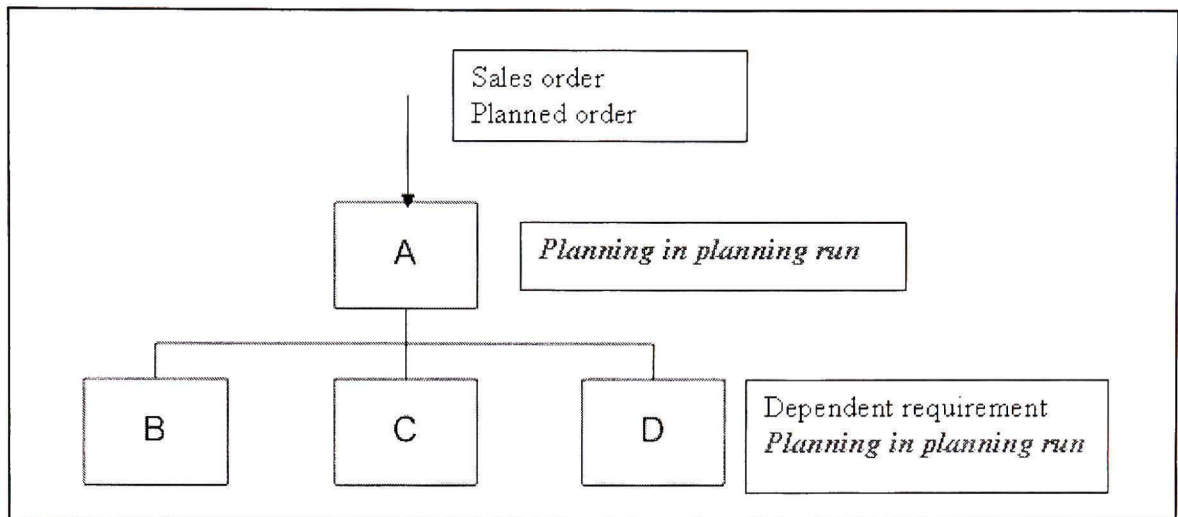 Sales order
Planned order
A
Planning in planning run
B
C
D
Dependent requirement
Planning in planning run